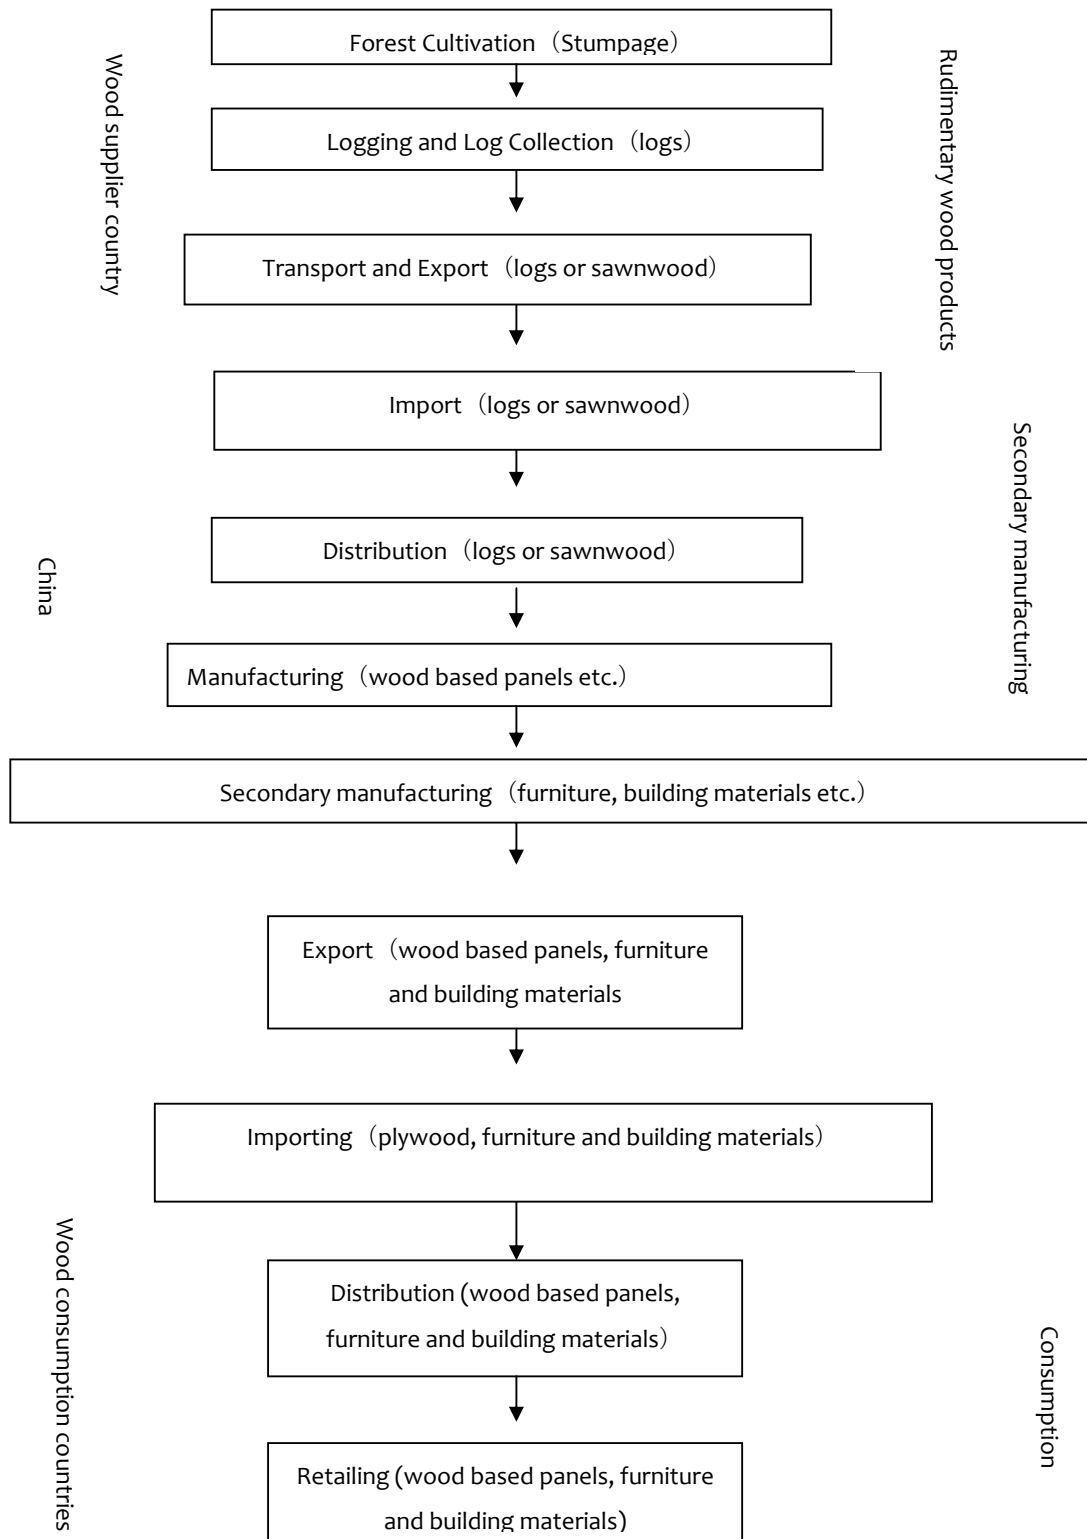 Forest Cultivation（Stumpage）
Wood supplier country
Rudimentary wood products
Logging and Log Collection（logs）
Transport and Export（logs or sawnwood）
Import（logs or sawnwood）
Secondary manufacturing
Distribution（logs or sawnwood）
China
Manufacturing（wood based panels etc.）
Secondary manufacturing（furniture, building materials etc.）
Export（wood based panels, furniture
and building materials
Importing（plywood, furniture and building materials）
Wood consumption countries
Distribution (wood based panels,
furniture and building materials）
Consumption
Retailing (wood based panels, furniture
and building materials)